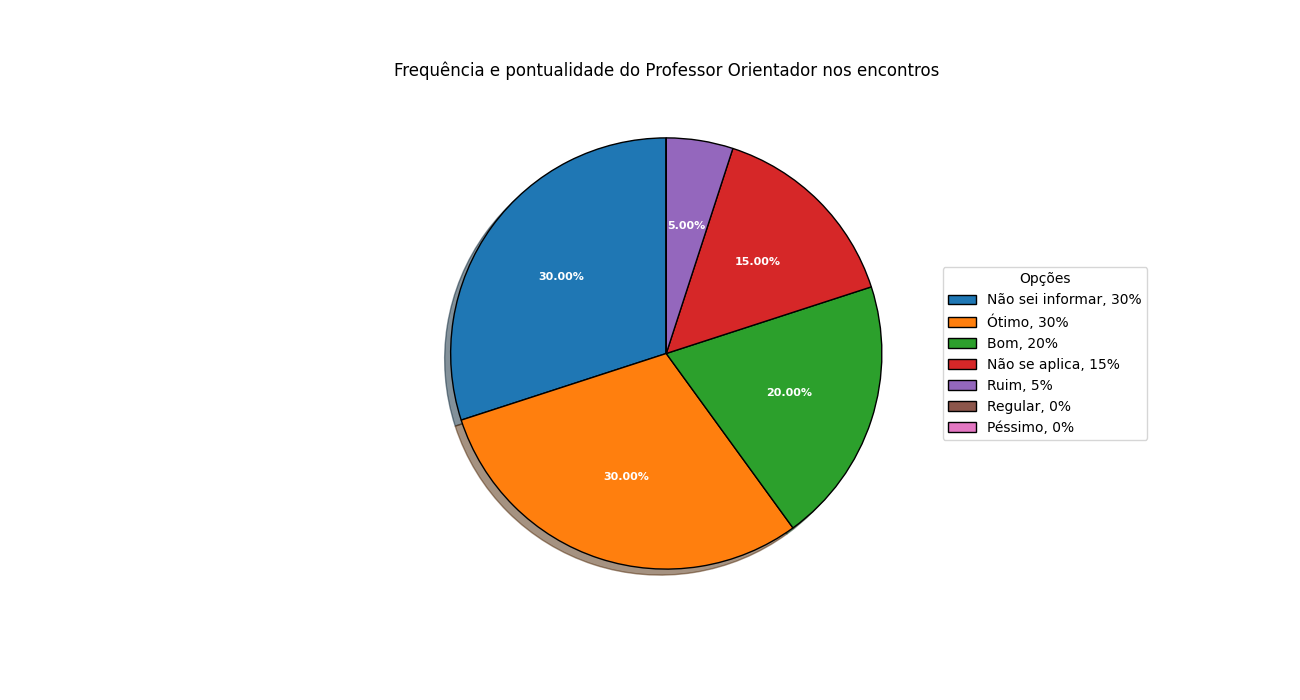 Frequência e pontualidade do Professor Orientador nos encontros
5.00%
15.00%
30.00%
20.00%
30.00%
Opções
Não sei informar, 30%
Ótimo, 30%
Bom, 20%
Não se aplica, 15%
Ruim, 5%
Regular, 0%
Péssimo, 0%